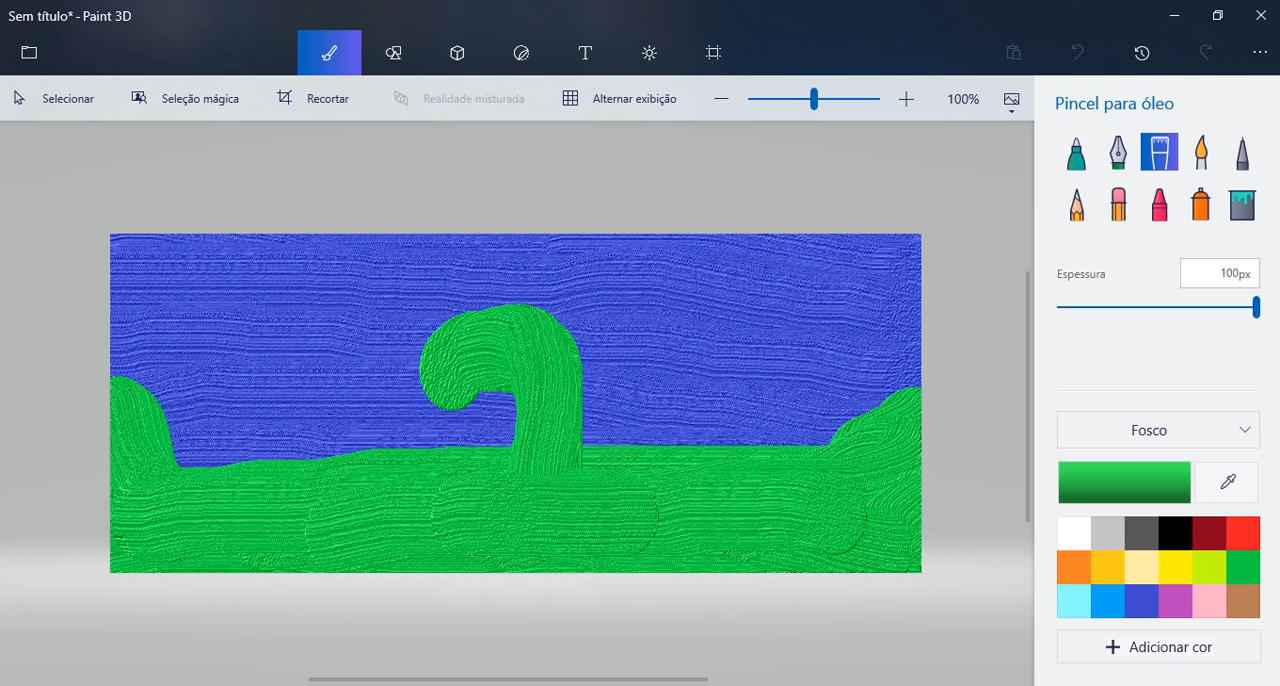 Sem título* - Paint 3D
Selecionar
Seleção mágica
Recortar
Realidade misturada
Alternar exibição
100%
Pincel para óleo
Espessura
100px
Fosco
Adicionar cor